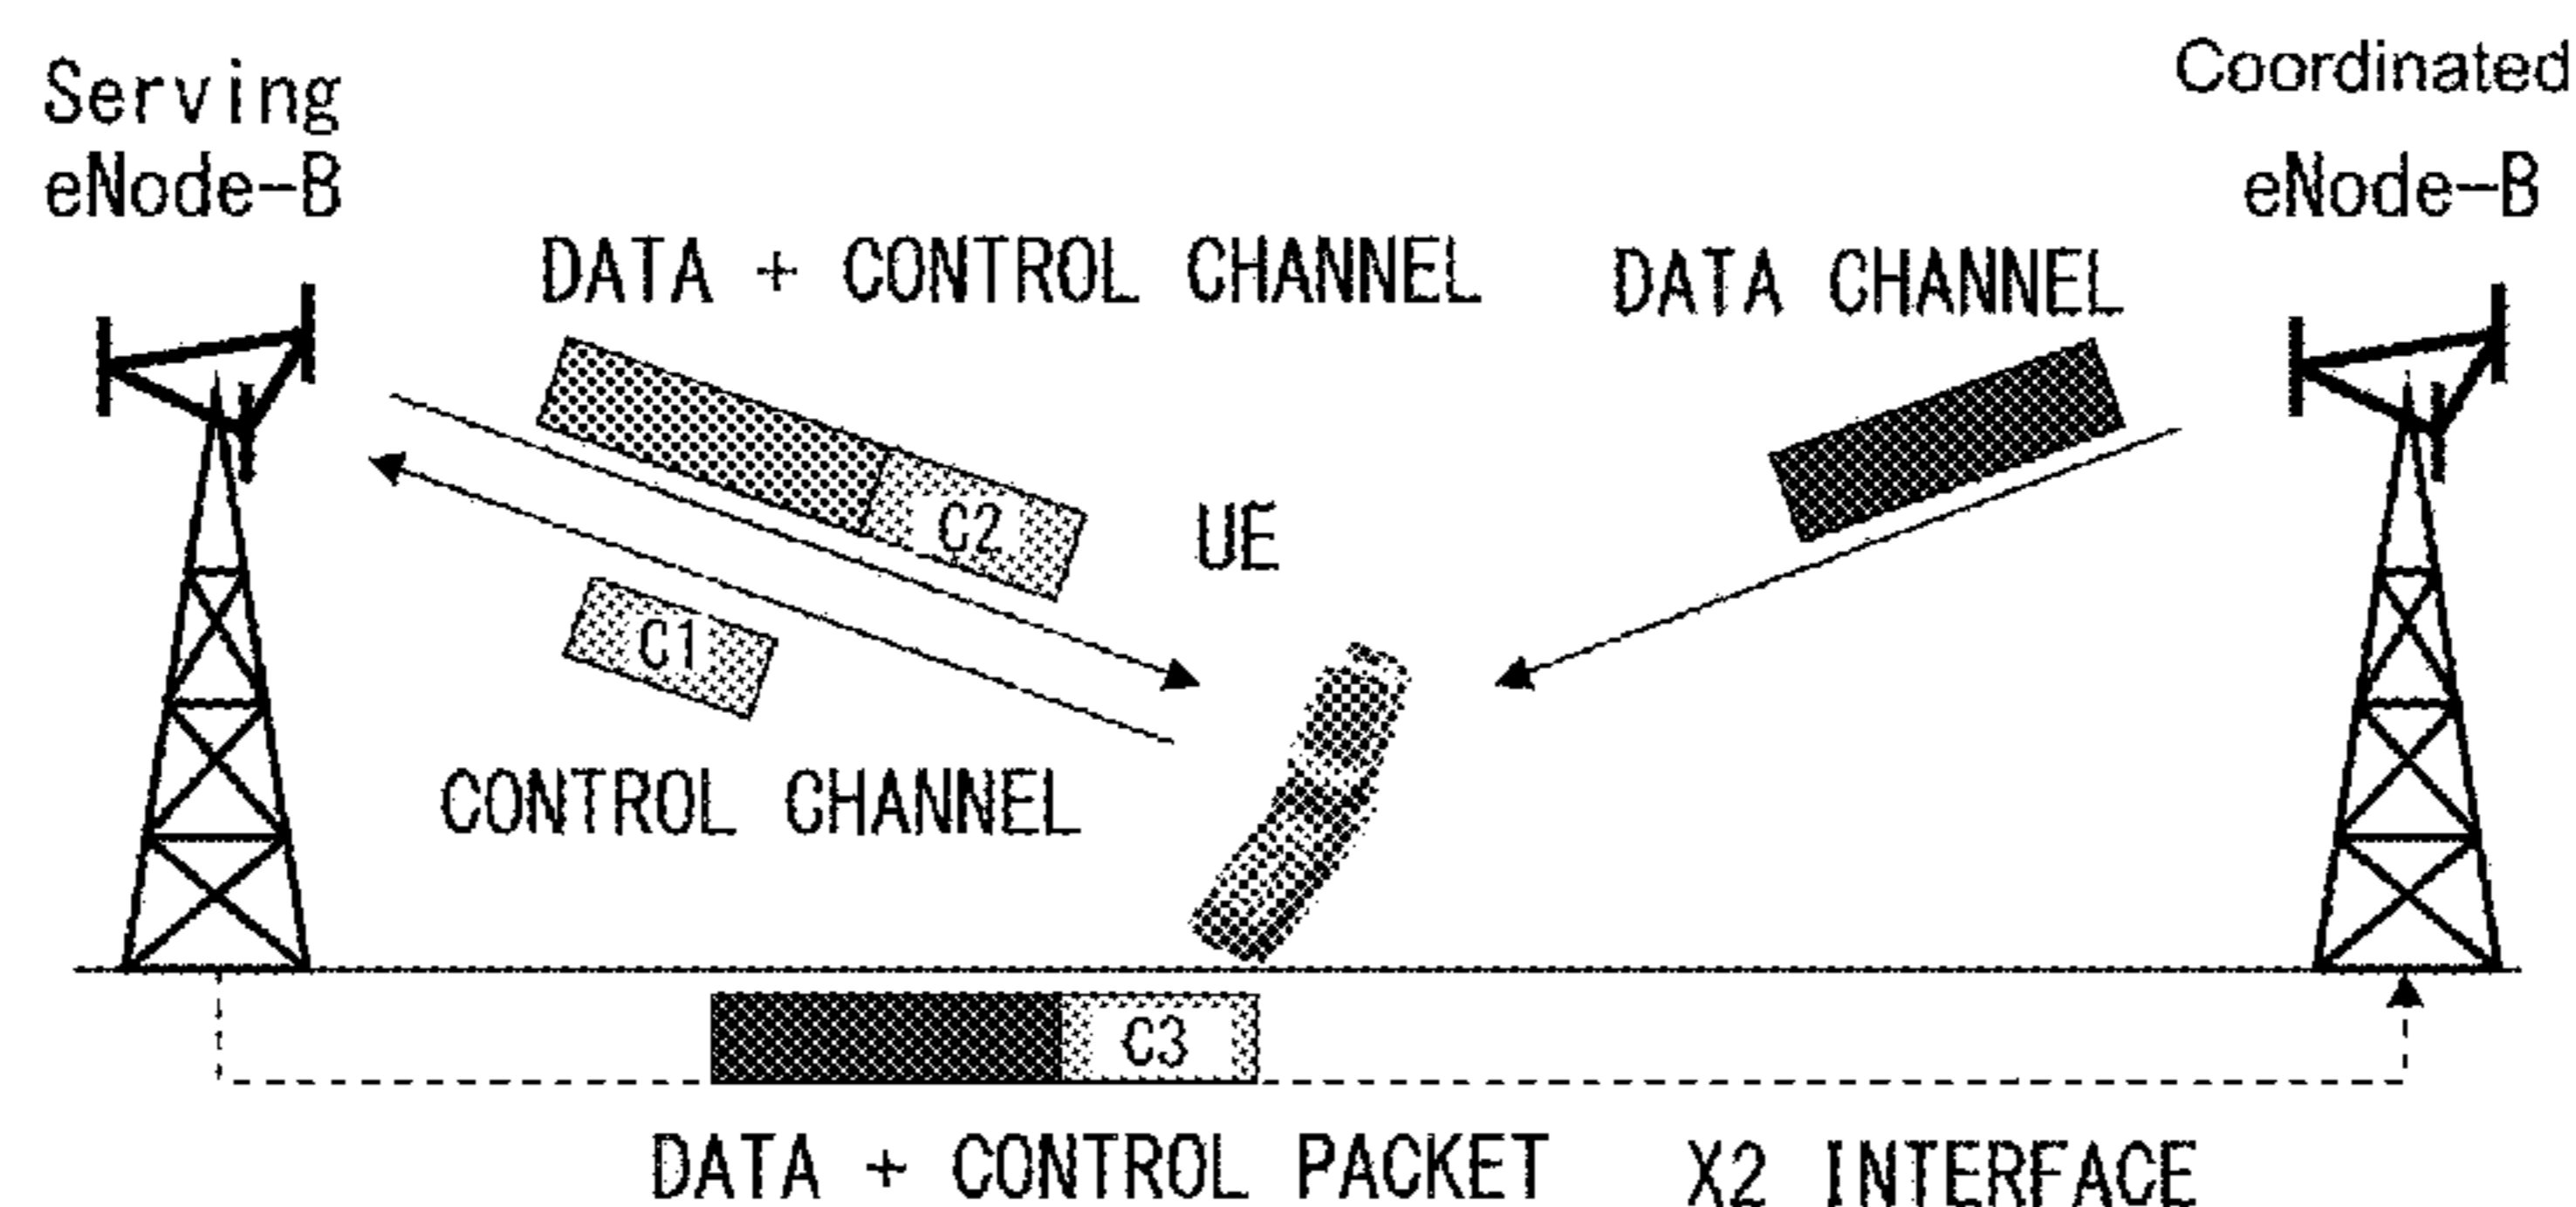 Serving
eNode-B
Coordinated
eNode-B
DATA + CONTROL CHANNEL
DATA CHANNEL
C2
UE
C1
CONTROL CHANNEL
C3
DATA + CONTROL PACKET
X2 INTERFACE